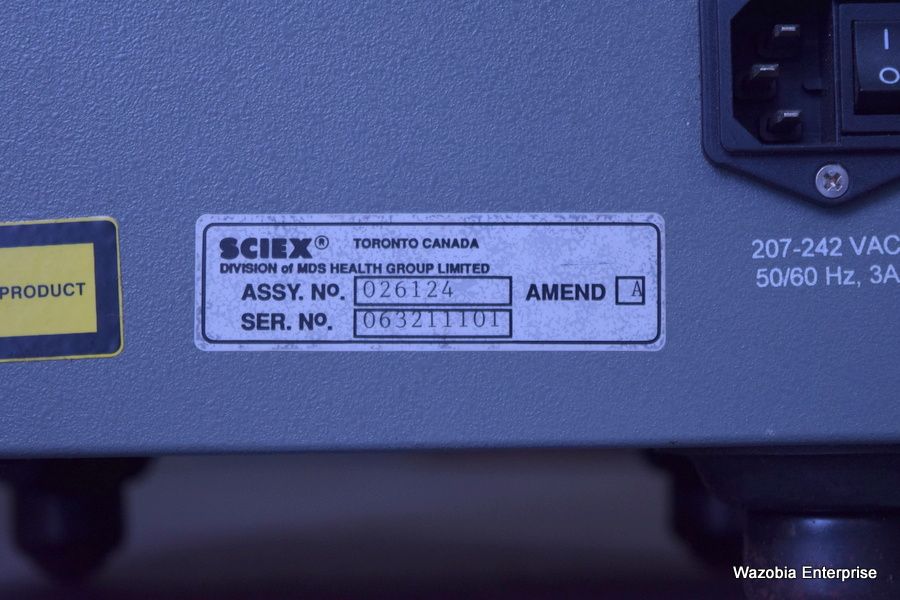 I
O
SCIEX® TORONTO CANADA
DIVISION of MDS HEALTH GROUP LIMITED
ASSY. No. 026124 AMEND A
SER. No. 063211101
PRODUCT
207-242 VAC
50/60 Hz, 3A
Wazobia Enterprise